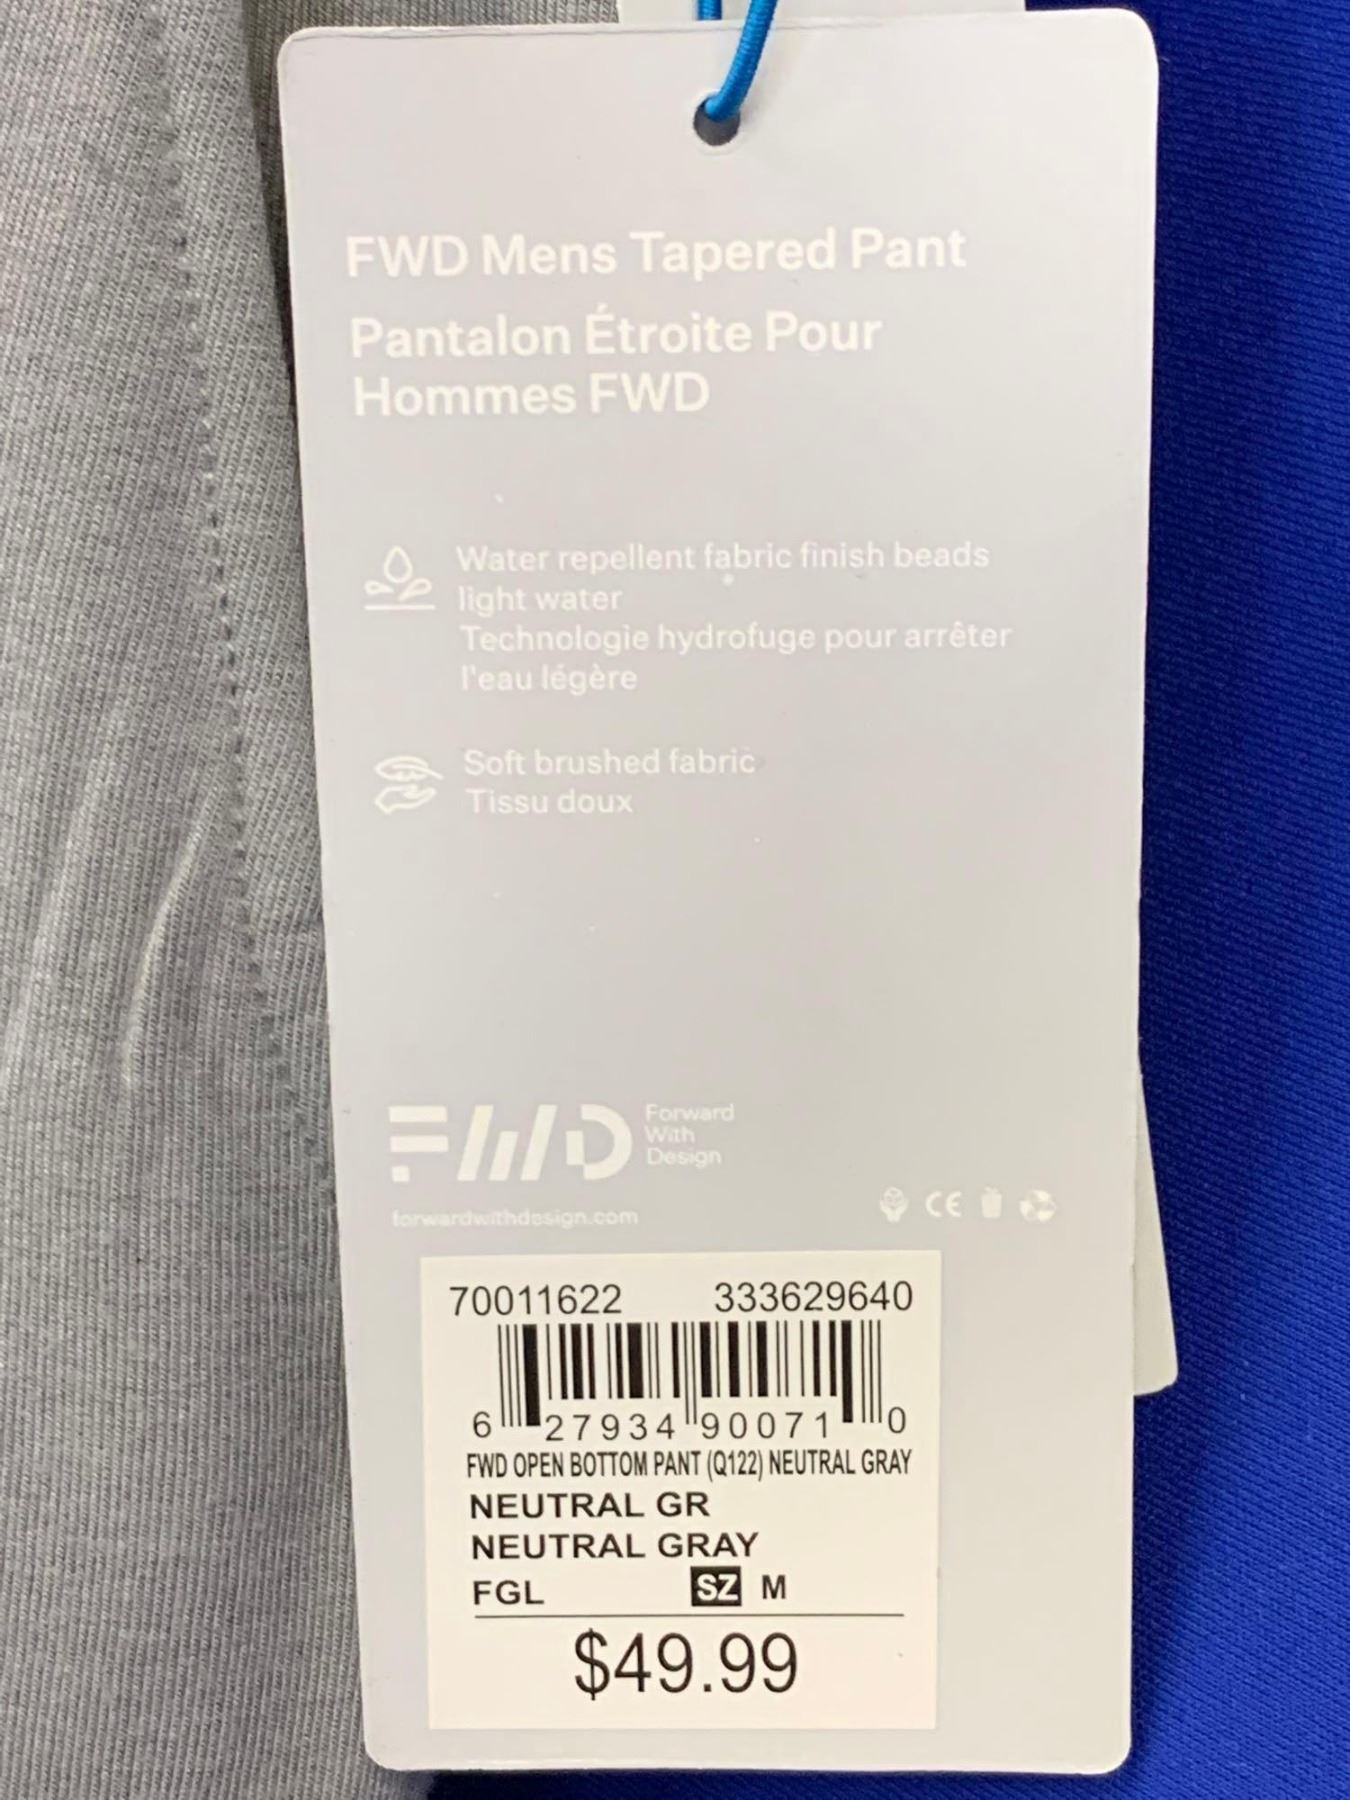 FWD Mens Tapered Pant
Pantalon Étroite Pour
Hommes FWD
Water repellent fabric finish beads
light water
Technologie hydrofuge pour arrêter
l'eau légère
Soft brushed fabric
Tissu doux
FWD
Forward
With
Design
forwardwithdesign.com
CE
70011622 333629640
6 27934 90071 0
FWD OPEN BOTTOM PANT (Q122) NEUTRAL GRAY
NEUTRAL GR
NEUTRAL GRAY
FGL SZ M
$49.99